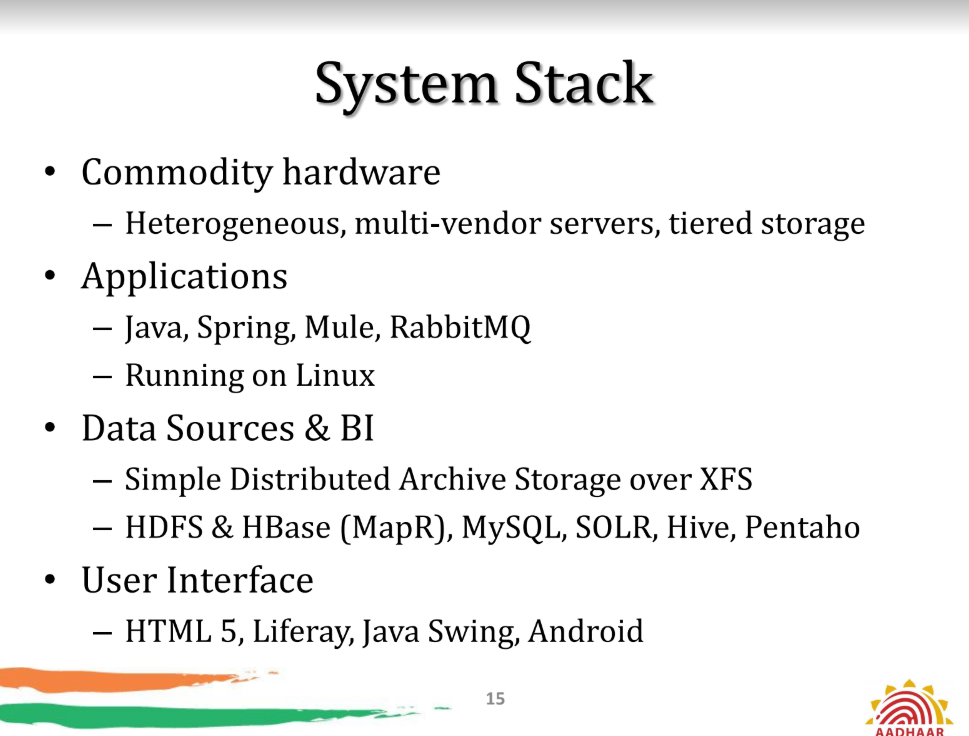 System Stack
• Commodity hardware
– Heterogeneous, multi-vendor servers, tiered storage
• Applications
– Java, Spring, Mule, RabbitMQ
– Running on Linux
• Data Sources & BI
– Simple Distributed Archive Storage over XFS
– HDFS & HBase (MapR), MySQL, SOLR, Hive, Pentaho
• User Interface
– HTML 5, Liferay, Java Swing, Android
15
AADHAAR